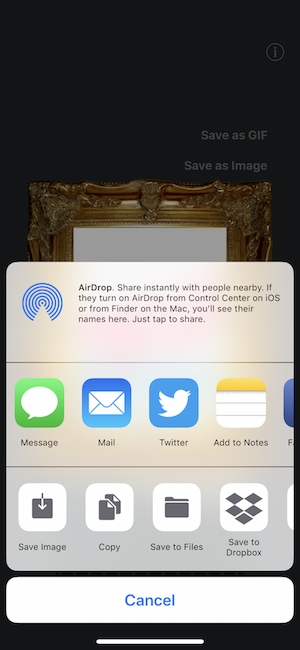 Save as GIF
Save as Image
AirDrop. Share instantly with people nearby. If
they turn on AirDrop from Control Center on iOS
or from Finder on the Mac, you'll see their
names here. Just tap to share.
Message
Mail
Twitter
Add to Notes
Save Image
Copy
Save to Files
Save to
Dropbox
Cancel